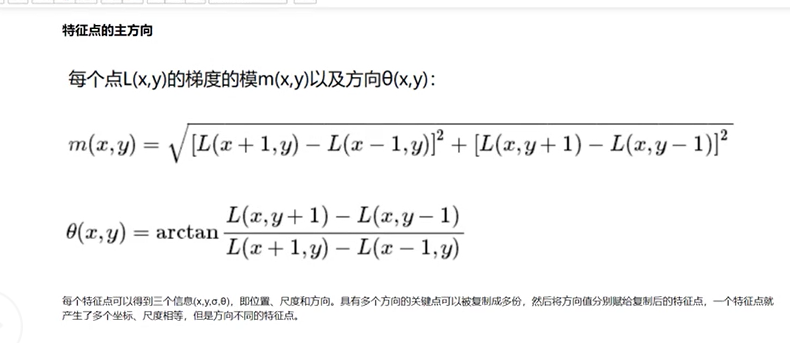 特征点的主方向
每个点L(x,y)的梯度的模m(x,y)以及方向θ(x,y)：
m(x,y) = √[L(x+1,y) − L(x−1,y)]² + [L(x,y+1) − L(x,y−1)]²
θ(x,y) = arctan L(x,y+1) − L(x,y−1) / L(x+1,y) − L(x−1,y)
每个特征点可以得到三个信息(x,y,σ,θ)，即位置、尺度和方向。具有多个方向的关键点可以被复制成多份，然后将方向值分别赋给复制后的特征点，一个特征点就
产生了多个坐标、尺度相等，但是方向不同的特征点。